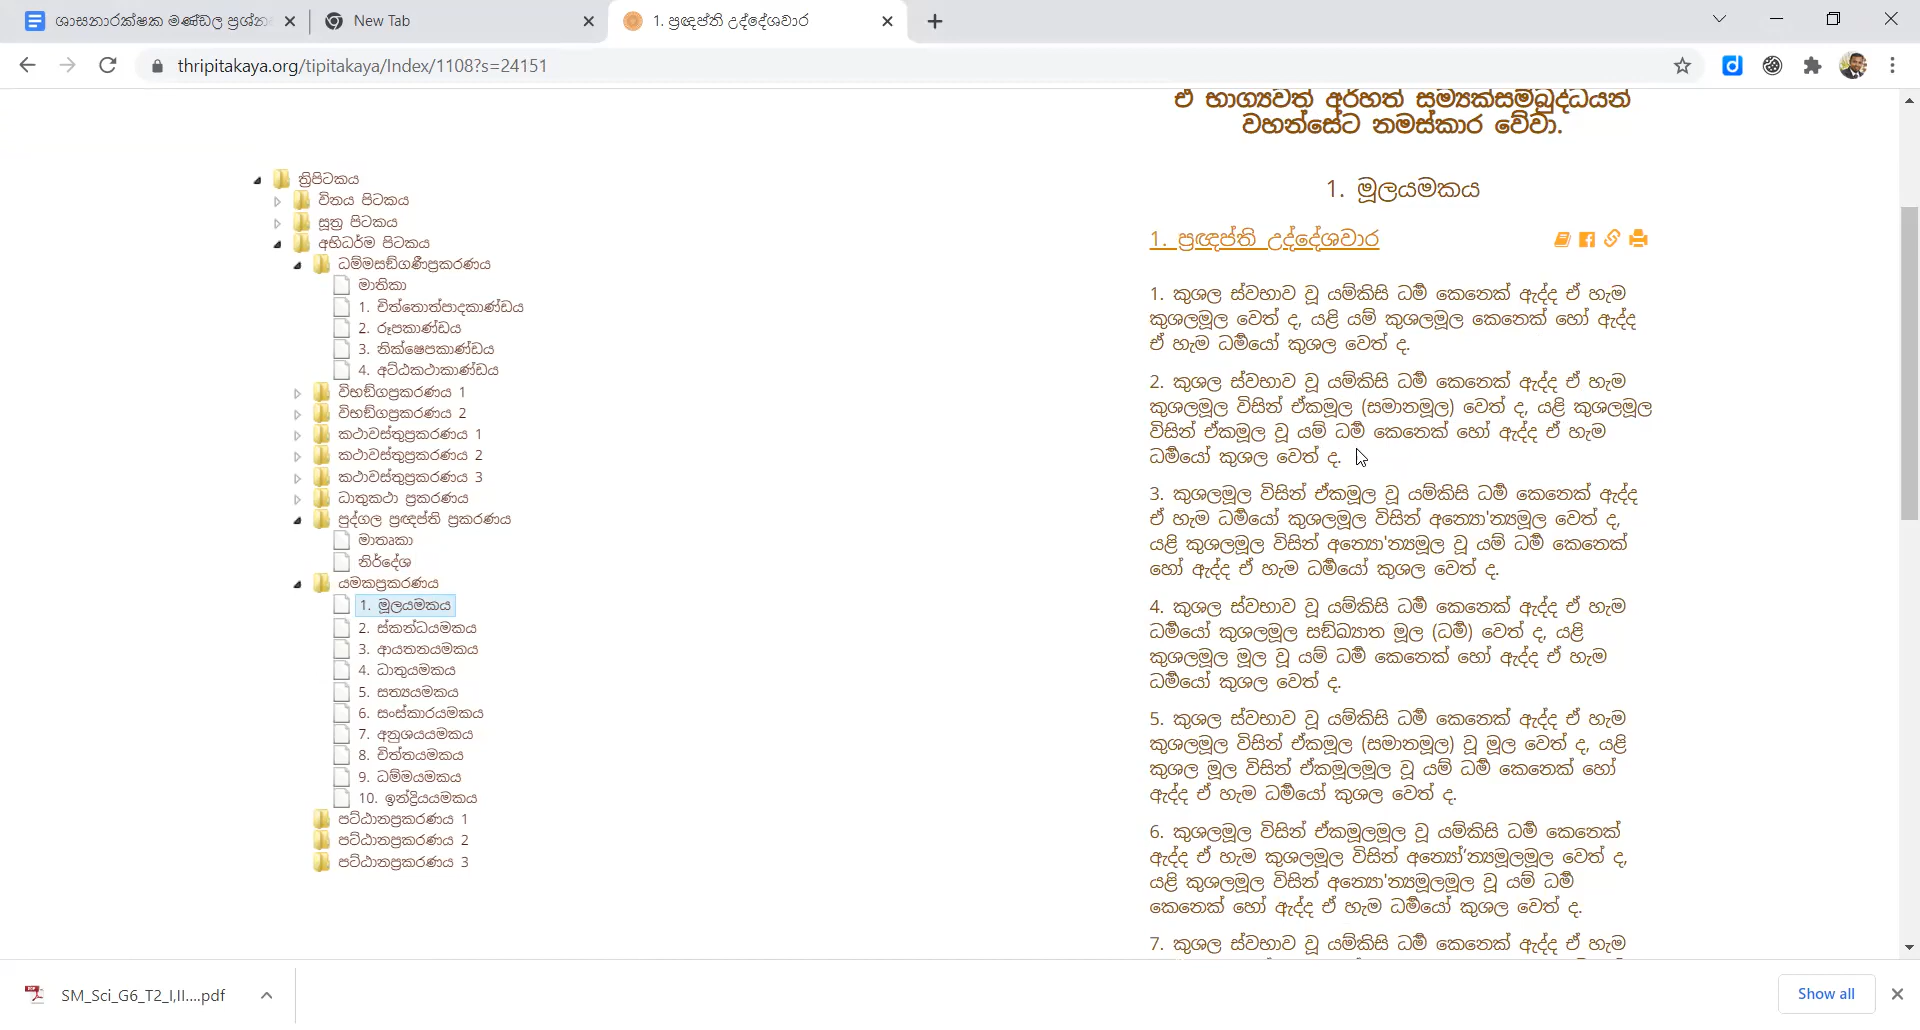 ශාසනාරක්ෂක මණ්ඩල ප්‍රශ්න
New Tab
1. ප්‍රඥප්ති උද්දේශවාර
thripitakaya.org/tipitakaya/Index/1108?s=24151
ත්‍රිපිටකය
විනය පිටකය
සූත්‍ර පිටකය
අභිධර්ම පිටකය
ධම්මසඞ්ගණීප්‍රකරණය
මාතිකා
1. චිත්තොත්පාදකාණ්ඩය
2. රූපකාණ්ඩය
3. නික්ෂෙපකාණ්ඩය
4. අට්ඨකථාකාණ්ඩය
විභඞ්ගප්‍රකරණය 1
විභඞ්ගප්‍රකරණය 2
කථාවස්තුප්‍රකරණය 1
කථාවස්තුප්‍රකරණය 2
කථාවස්තුප්‍රකරණය 3
ධාතුකථා ප්‍රකරණය
පුද්ගල ප්‍රඥප්ති ප්‍රකරණය
මාතෘකා
නිර්දේශ
යමකප්‍රකරණය
1. මූලයමකය
2. ස්කන්ධයමකය
3. ආයතනයමකය
4. ධාතුයමකය
5. සත්‍යයමකය
6. සංස්කාරයමකය
7. අනුශයයමකය
8. චිත්තයමකය
9. ධම්මයමකය
10. ඉන්ද්‍රියයමකය
පට්ඨානප්‍රකරණය 1
පට්ඨානප්‍රකරණය 2
පට්ඨානප්‍රකරණය 3
ඒ භාග්‍යවත් අර්හත් සම්‍යක්සම්බුද්ධයන්
වහන්සේට නමස්කාර වේවා.
1. මූලයමකය
1. ප්‍රඥප්ති උද්දේශවාර
1. කුශල ස්වභාව වූ යම්කිසි ධර්‍ම කෙනෙක් ඇද්ද ඒ හැම
කුශලමූල වෙත් ද, යළි යම් කුශලමූල කෙනෙක් හෝ ඇද්ද
ඒ හැම ධර්‍මයෝ කුශල වෙත් ද.
2. කුශල ස්වභාව වූ යම්කිසි ධර්‍ම කෙනෙක් ඇද්ද ඒ හැම
කුශලමූල විසින් ඒකමූල (සමානමූල) වෙත් ද, යළි කුශලමූල
විසින් ඒකමූල වූ යම් ධර්‍ම කෙනෙක් හෝ ඇද්ද ඒ හැම
ධර්‍මයෝ කුශල වෙත් ද.
3. කුශලමූල විසින් ඒකමූල වූ යම්කිසි ධර්‍ම කෙනෙක් ඇද්ද
ඒ හැම ධර්‍මයෝ කුශලමූල විසින් අන්‍යො'න්‍යමූල වෙත් ද,
යළි කුශලමූල විසින් අන්‍යො'න්‍යමූල වූ යම් ධර්‍ම කෙනෙක්
හෝ ඇද්ද ඒ හැම ධර්‍මයෝ කුශල වෙත් ද.
4. කුශල ස්වභාව වූ යම්කිසි ධර්‍ම කෙනෙක් ඇද්ද ඒ හැම
ධර්‍මයෝ කුශලමූල සඞ්ඛ්‍යාත මූල (ධර්‍ම) වෙත් ද, යළි
කුශලමූල මූල වූ යම් ධර්‍ම කෙනෙක් හෝ ඇද්ද ඒ හැම
ධර්‍මයෝ කුශල වෙත් ද.
5. කුශල ස්වභාව වූ යම්කිසි ධර්‍ම කෙනෙක් ඇද්ද ඒ හැම
කුශලමූල විසින් ඒකමූල (සමානමූල) වූ මූල වෙත් ද, යළි
කුශල මූල විසින් ඒකමූලමූල වූ යම් ධර්‍ම කෙනෙක් හෝ
ඇද්ද ඒ හැම ධර්‍මයෝ කුශල වෙත් ද.
6. කුශලමූල විසින් ඒකමූලමූල වූ යම්කිසි ධර්‍ම කෙනෙක්
ඇද්ද ඒ හැම කුශලමූල විසින් අන්‍යෝ’න්‍යමූලමූල වෙත් ද,
යළි කුශලමූල විසින් අන්‍යො'න්‍යමූලමූල වූ යම් ධර්‍ම
කෙනෙක් හෝ ඇද්ද ඒ හැම ධර්‍මයෝ කුශල වෙත් ද.
7. කුශල ස්වභාව වූ යම්කිසි ධර්‍ම කෙනෙක් ඇද්ද ඒ හැම
SM_Sci_G6_T2_I,II....pdf
Show all